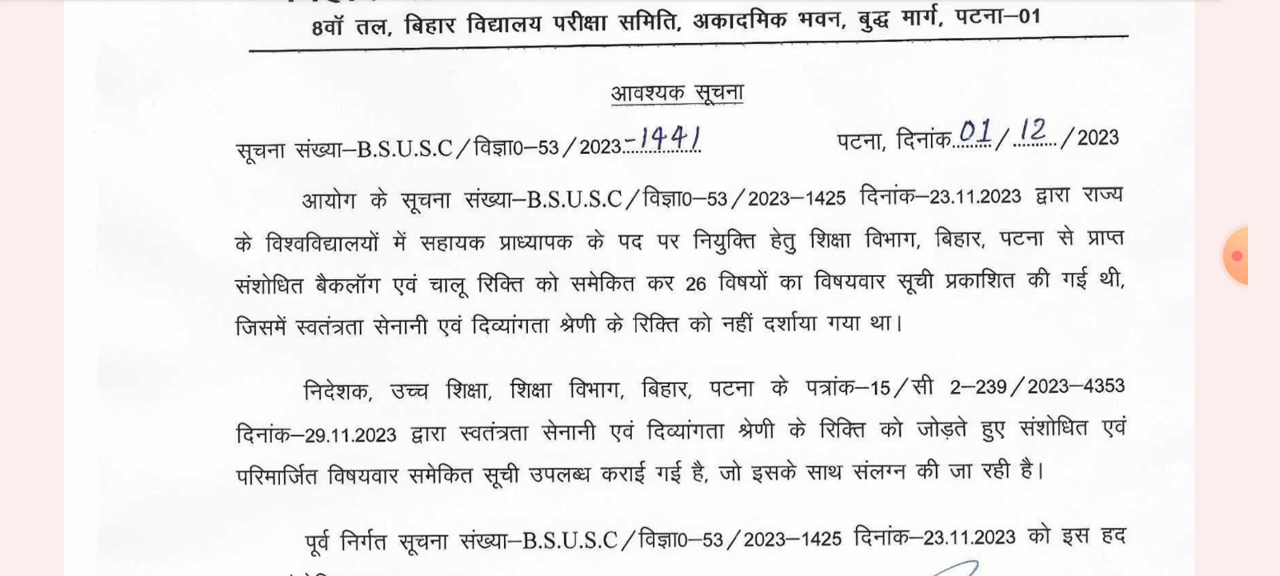 8वॉ तल, बिहार विद्यालय परीक्षा समिति, अकादमिक भवन, बुद्ध मार्ग, पटना–01
आवश्यक सूचना
सूचना संख्या–B.S.U.S.C/विज्ञा0–53/2023-1441 पटना, दिनांक 01/12/2023
आयोग के सूचना संख्या–B.S.U.S.C/विज्ञा0–53/2023–1425 दिनांक–23.11.2023 द्वारा राज्य
के विश्वविद्यालयों में सहायक प्राध्यापक के पद पर नियुक्ति हेतु शिक्षा विभाग, बिहार, पटना से प्राप्त
संशोधित बैकलॉग एवं चालू रिक्ति को समेकित कर 26 विषयों का विषयवार सूची प्रकाशित की गई थी,
जिसमें स्वतंत्रता सेनानी एवं दिव्यांगता श्रेणी के रिक्ति को नहीं दर्शाया गया था।
निदेशक, उच्च शिक्षा, शिक्षा विभाग, बिहार, पटना के पत्रांक–15/सी 2–239/2023–4353
दिनांक–29.11.2023 द्वारा स्वतंत्रता सेनानी एवं दिव्यांगता श्रेणी के रिक्ति को जोड़ते हुए संशोधित एवं
परिमार्जित विषयवार समेकित सूची उपलब्ध कराई गई है, जो इसके साथ संलग्न की जा रही है।
पूर्व निर्गत सूचना संख्या–B.S.U.S.C/विज्ञा0–53/2023–1425 दिनांक–23.11.2023 को इस हद